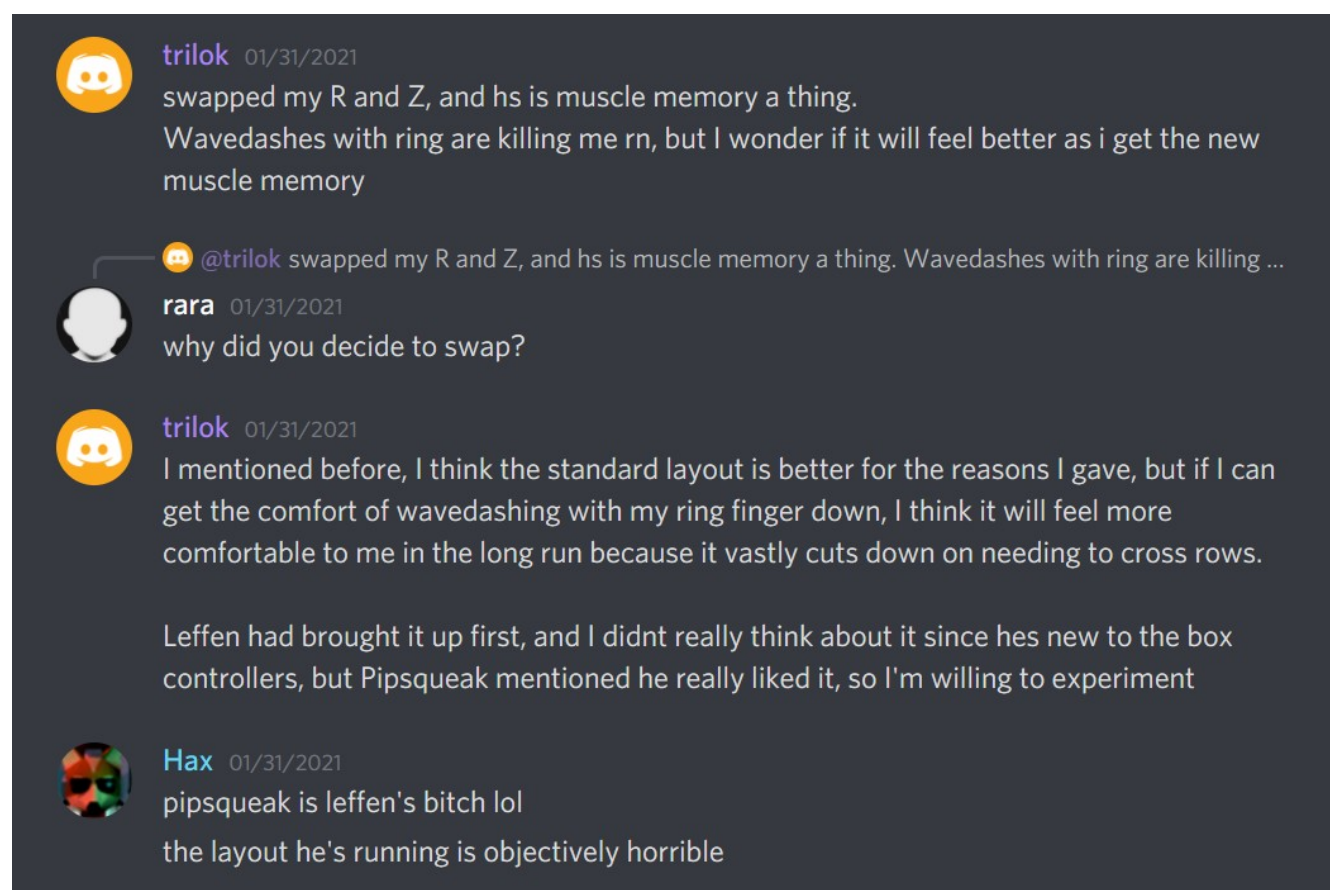 trilok 01/31/2021
swapped my R and Z, and hs is muscle memory a thing.
Wavedashes with ring are killing me rn, but I wonder if it will feel better as i get the new
muscle memory
@trilok swapped my R and Z, and hs is muscle memory a thing. Wavedashes with ring are killing ...
rara 01/31/2021
why did you decide to swap?
trilok 01/31/2021
I mentioned before, I think the standard layout is better for the reasons I gave, but if I can
get the comfort of wavedashing with my ring finger down, I think it will feel more
comfortable to me in the long run because it vastly cuts down on needing to cross rows.
Leffen had brought it up first, and I didnt really think about it since hes new to the box
controllers, but Pipsqueak mentioned he really liked it, so I'm willing to experiment
Hax 01/31/2021
pipsqueak is leffen's bitch lol
the layout he's running is objectively horrible